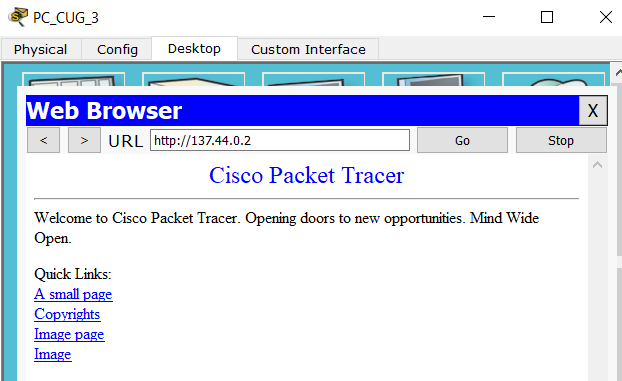 PC_CUG_3
Physical Config Desktop Custom Interface
Web Browser X
< > URL http://137.44.0.2 Go Stop
Cisco Packet Tracer
Welcome to Cisco Packet Tracer. Opening doors to new opportunities. Mind Wide
Open.
Quick Links:
A small page
Copyrights
Image page
Image